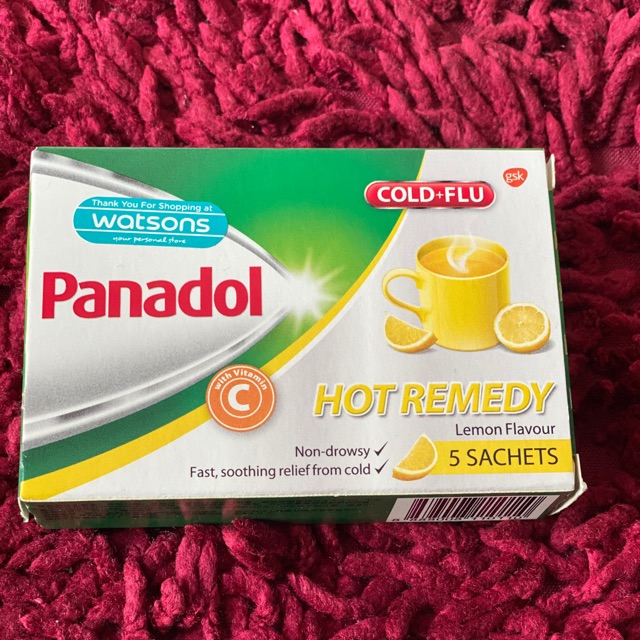 Thank You For Shopping at
watsons
your personal store
COLD+FLU
gsk
Panadol
with Vitamin
C
HOT REMEDY
Lemon Flavour
Non-drowsy
Fast, soothing relief from cold
5 SACHETS